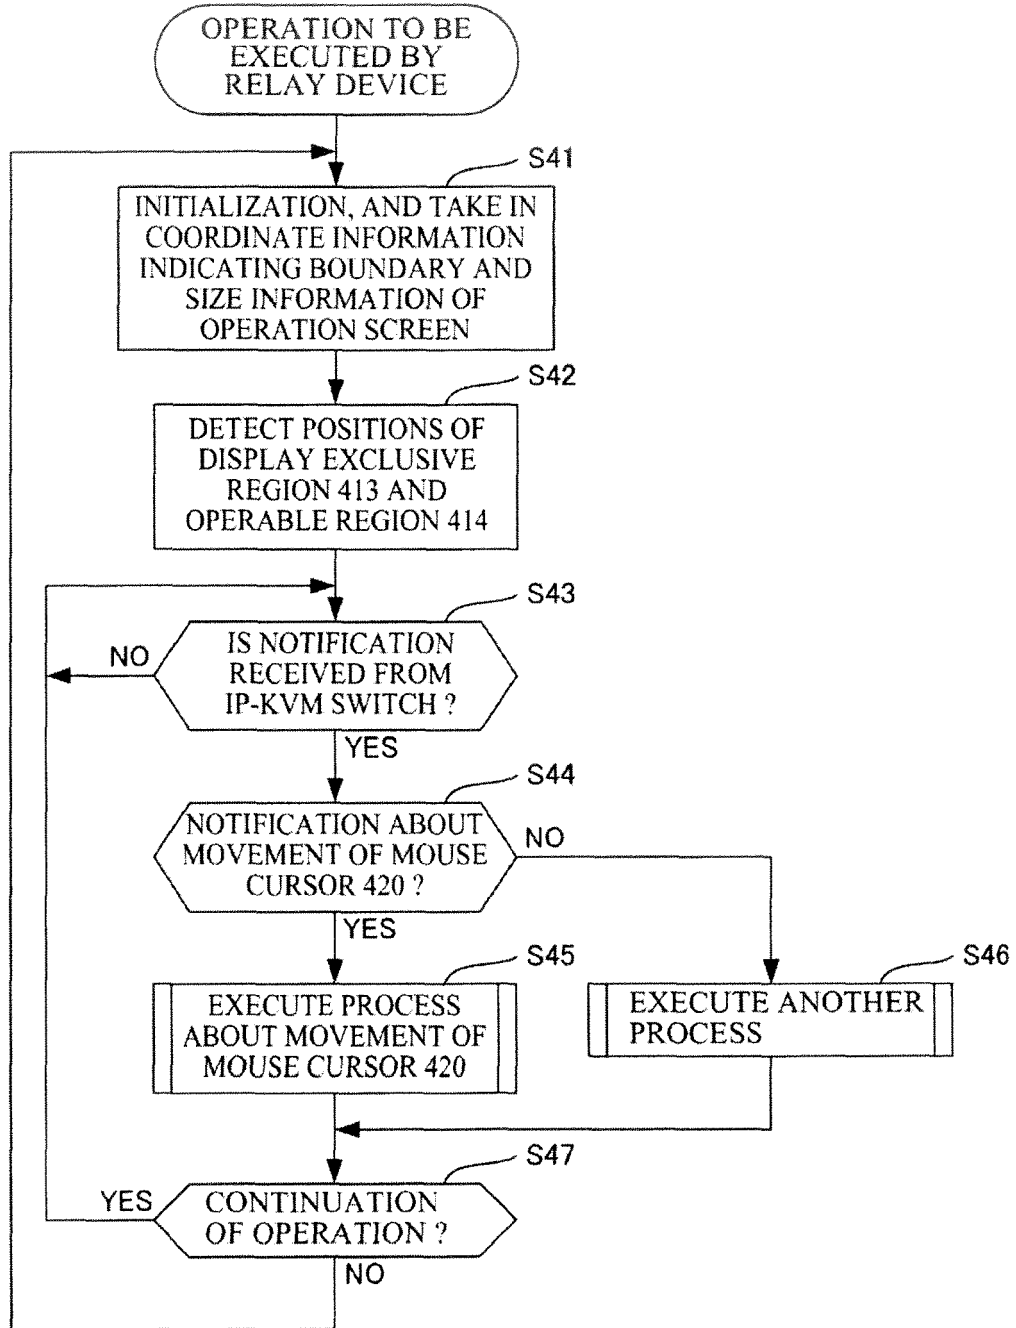 OPERATION TO BE
EXECUTED BY
RELAY DEVICE
S41
INITIALIZATION, AND TAKE IN
COORDINATE INFORMATION
INDICATING BOUNDARY AND
SIZE INFORMATION OF
OPERATION SCREEN
S42
DETECT POSITIONS OF
DISPLAY EXCLUSIVE
REGION 413 AND
OPERABLE REGION 414
S43
IS NOTIFICATION
RECEIVED FROM
IP-KVM SWITCH ?
NO
YES
S44
NOTIFICATION ABOUT
MOVEMENT OF MOUSE
CURSOR 420 ?
NO
YES
S45
EXECUTE PROCESS
ABOUT MOVEMENT OF
MOUSE CURSOR 420
S46
EXECUTE ANOTHER
PROCESS
S47
CONTINUATION
OF OPERATION ?
YES
NO